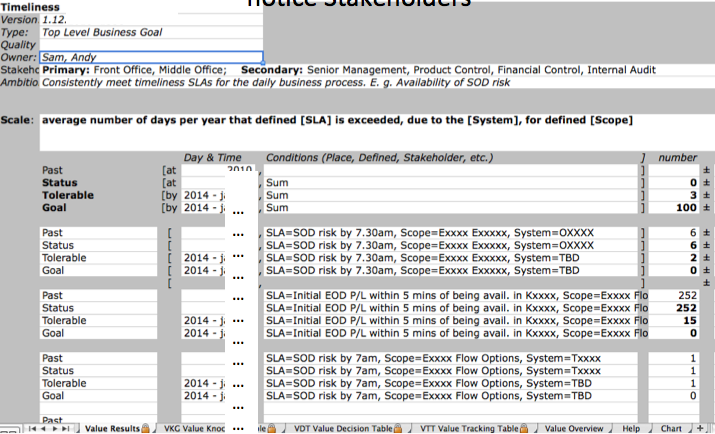 notice Stakeholders
Timeliness
Version 1.12.
Type: Top Level Business Goal
Quality
Owner: Sam, Andy
Stakeho Primary: Front Office, Middle Office; Secondary: Senior Management, Product Control, Financial Control, Internal Audit
Ambitio Consistently meet timeliness SLAs for the daily business process. E. g. Availability of SOD risk
Scale: average number of days per year that defined [SLA] is exceeded, due to the [System], for defined [Scope]
Day & Time Conditions (Place, Defined, Stakeholder, etc.) ] number
Past [at 2010 , ] ±
Status [at , Sum ] 0 ±
Tolerable [by 2014 - j , Sum ] 3 ±
Goal [by 2014 - j ... , Sum ] 100 ±
Past [ ... , SLA=SOD risk by 7.30am, Scope=Exxxx Exxxxx, System=OXXXX ] 6 ±
Status [ , SLA=SOD risk by 7.30am, Scope=Exxxx Exxxxx, System=OXXXX ] 6 ±
Tolerable [ 2014 - j ... , SLA=SOD risk by 7.30am, Scope=Exxxx Exxxxx, System=TBD ] 2 ±
Goal [ 2014 - j ... , SLA=SOD risk by 7.30am, Scope=Exxxx Exxxxx, System=TBD ] 0 ±
[ ... , ] ±
Past ... SLA=Initial EOD P/L within 5 mins of being avail. in Kxxxx, Scope=Exxxx Flo 252
Status SLA=Initial EOD P/L within 5 mins of being avail. in Kxxxx, Scope=Exxxx Flo 252
Tolerable 2014 - j ... SLA=Initial EOD P/L within 5 mins of being avail. in Kxxxx, Scope=Exxxx Flo 15
Goal 2014 - j ... SLA=Initial EOD P/L within 5 mins of being avail. in Kxxxx, Scope=Exxxx Flo 0
...
Past ... SLA=SOD risk by 7am, Scope=Exxxx Flow Options, System=Txxxx 1
Status ... SLA=SOD risk by 7am, Scope=Exxxx Flow Options, System=Txxxx 1
Tolerable 2014 - j ... SLA=SOD risk by 7am, Scope=Exxxx Flow Options, System=TBD 1
Goal 2014 - j ... SLA=SOD risk by 7am, Scope=Exxxx Flow Options, System=TBD 0
...
Past
Value Results VKG Value Knoc ... ble VDT Value Decision Table VTT Value Tracking Table Value Overview Help Chart +